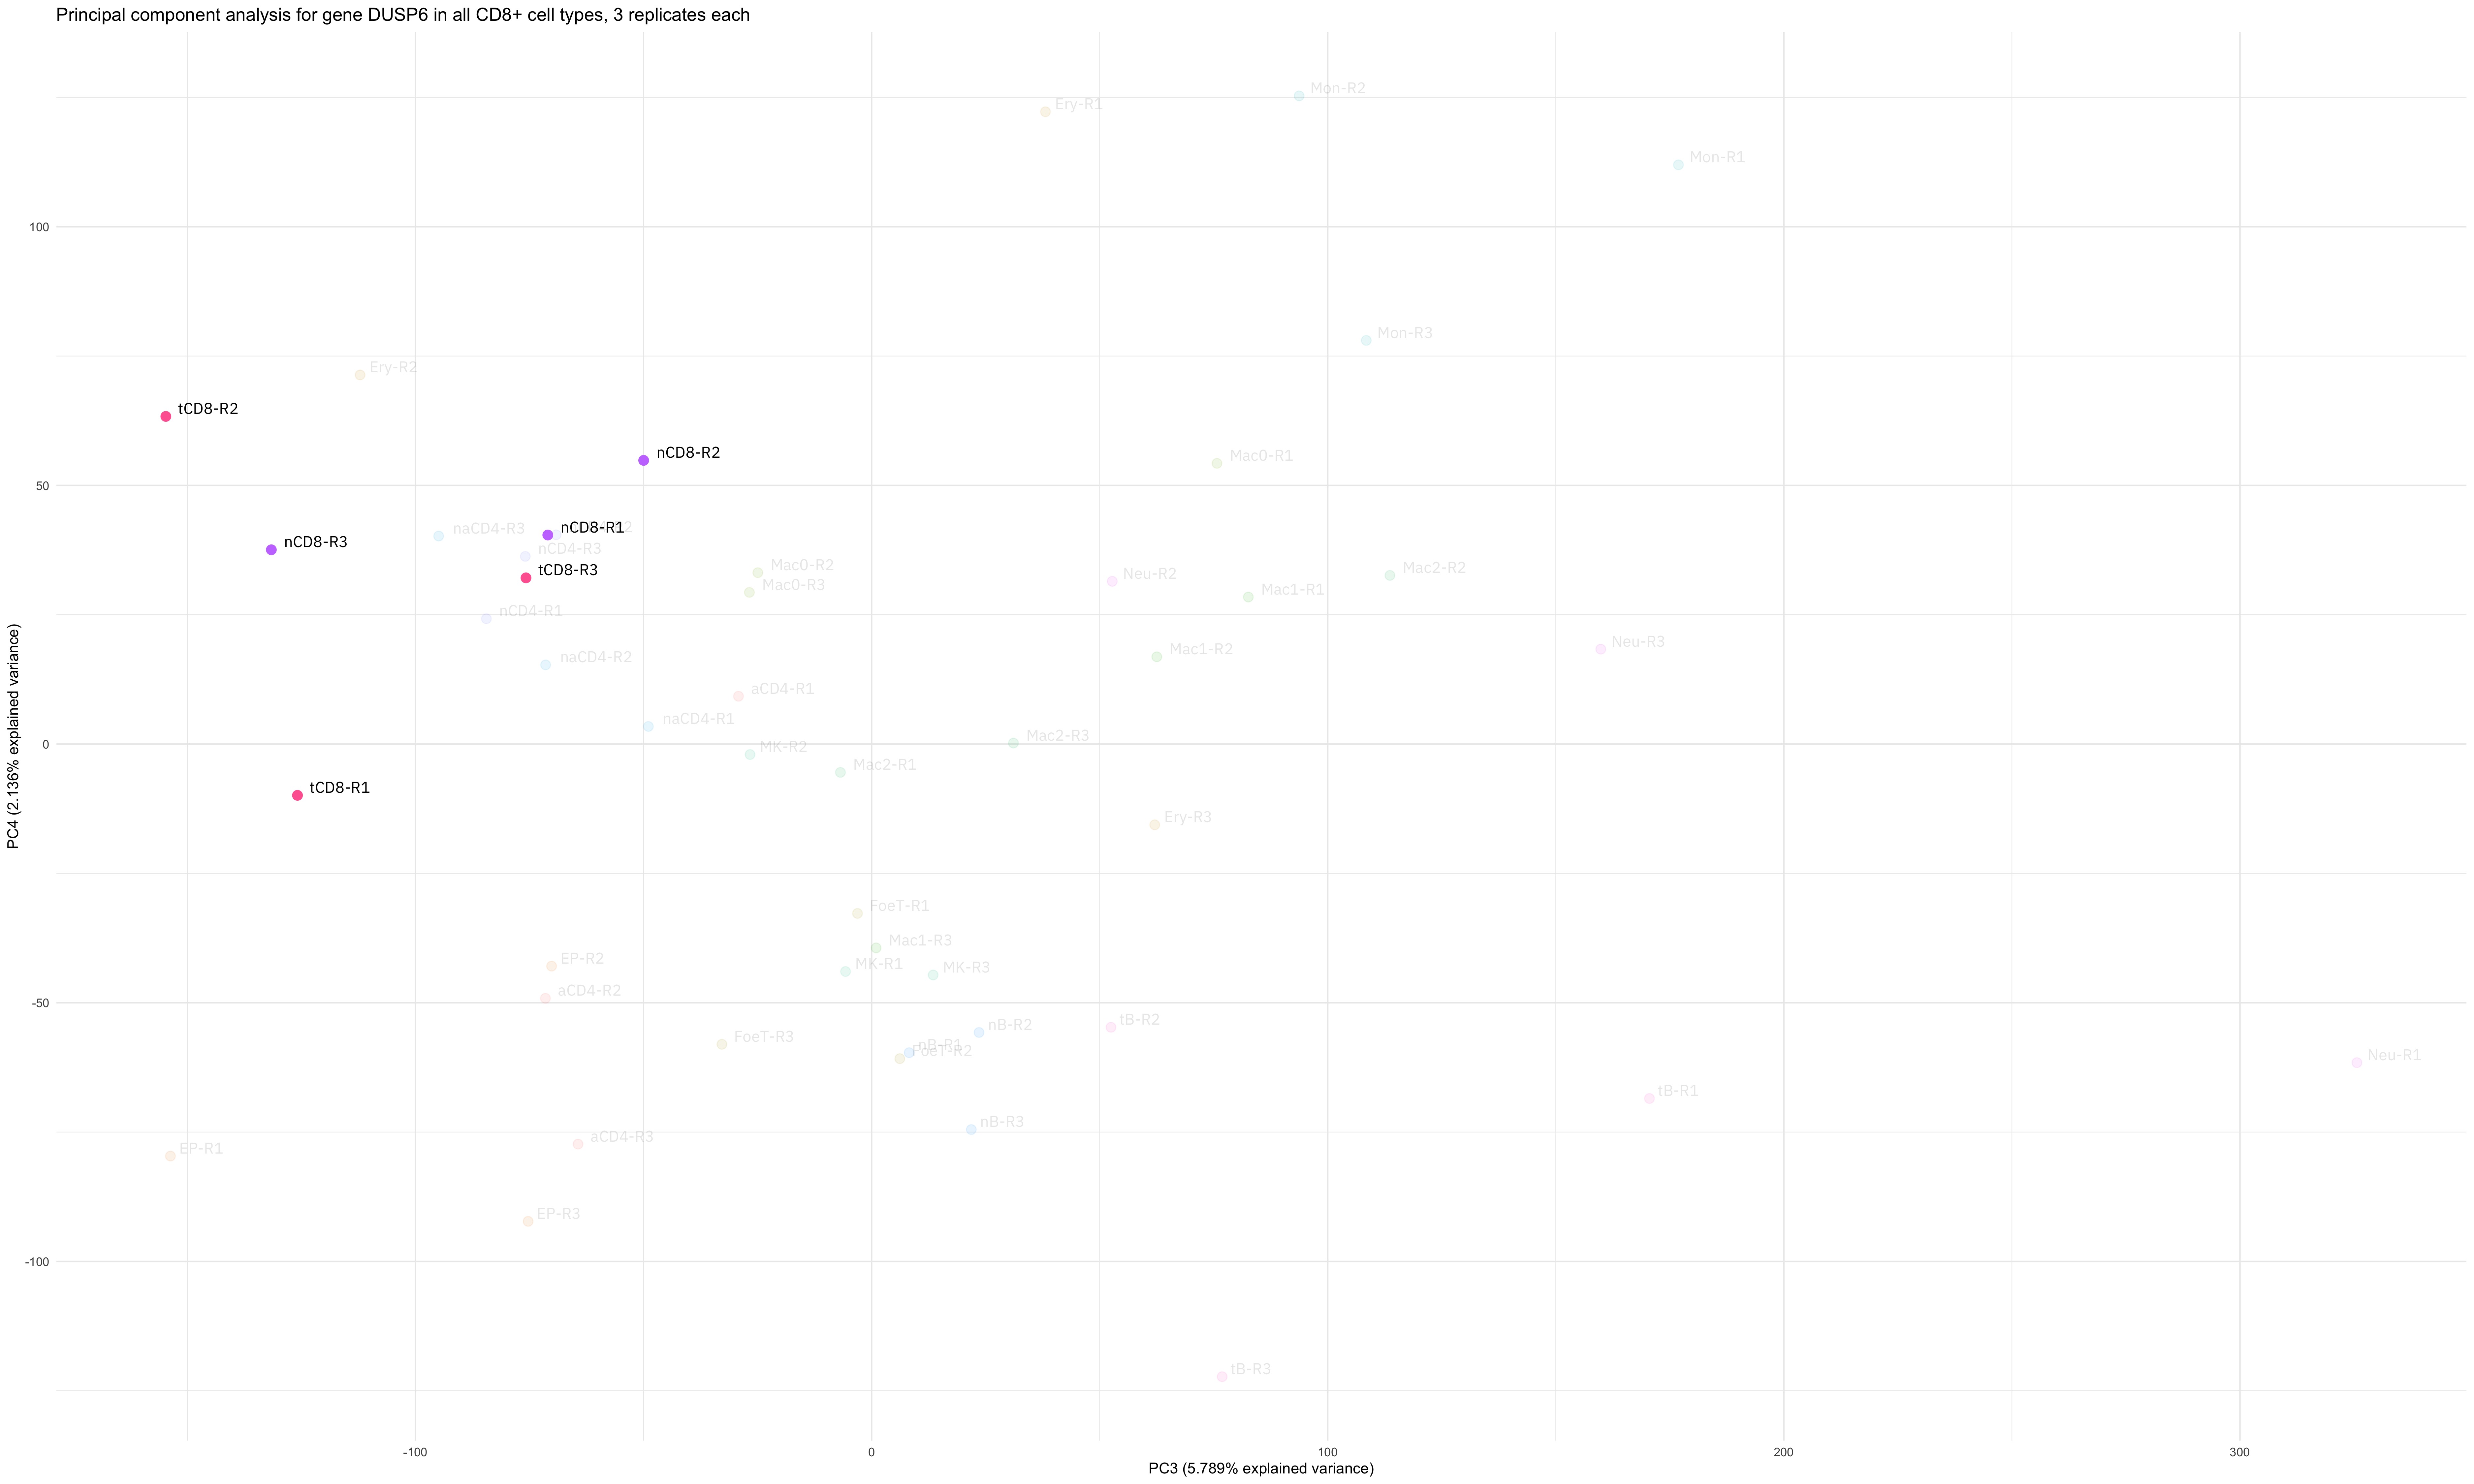 Principal component analysis for gene DUSP6 in all CD8+ cell types, 3 replicates each
Mon-R2
Ery-R1
Mon-R1
100
Mon-R3
Ery-R2
tCD8-R2
nCD8-R2
Mac0-R1
50
nCD8-R1
naCD4-R3
nCD8-R3
nCD4-R3
tCD8-R3
Mac0-R2
Mac2-R2
Neu-R2
Mac0-R3
Mac1-R1
nCD4-R1
Neu-R3
Mac1-R2
naCD4-R2
aCD4-R1
naCD4-R1
Mac2-R3
0
MK-R2
Mac2-R1
tCD8-R1
Ery-R3
FoeT-R1
Mac1-R3
EP-R2
MK-R1
MK-R3
aCD4-R2
-50
tB-R2
nB-R2
FoeT-R3
nB-R1
FoeT-R2
Neu-R1
tB-R1
nB-R3
aCD4-R3
EP-R1
EP-R3
-100
tB-R3
-100
0
100
200
300
PC3 (5.789% explained variance)
PC4 (2.136% explained variance)